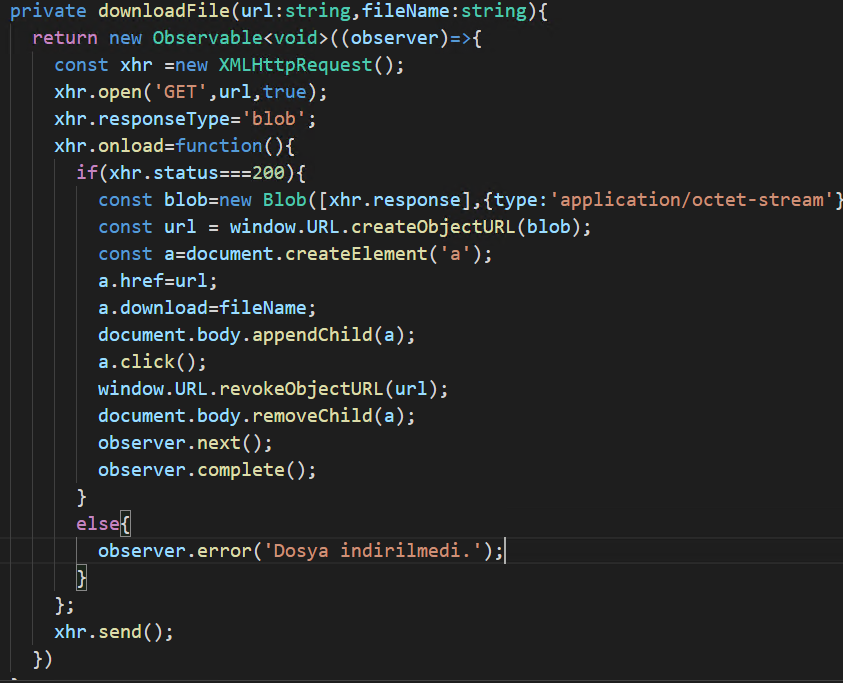 private downloadFile(url:string,fileName:string){
return new Observable<void>((observer)=>{
const xhr =new XMLHttpRequest();
xhr.open('GET',url,true);
xhr.responseType='blob';
xhr.onload=function(){
if(xhr.status===200){
const blob=new Blob([xhr.response],{type:'application/octet-stream'}
const url = window.URL.createObjectURL(blob);
const a=document.createElement('a');
a.href=url;
a.download=fileName;
document.body.appendChild(a);
a.click();
window.URL.revokeObjectURL(url);
document.body.removeChild(a);
observer.next();
observer.complete();
}
else{
observer.error('Dosya indirilmedi.');
}
};
xhr.send();
})